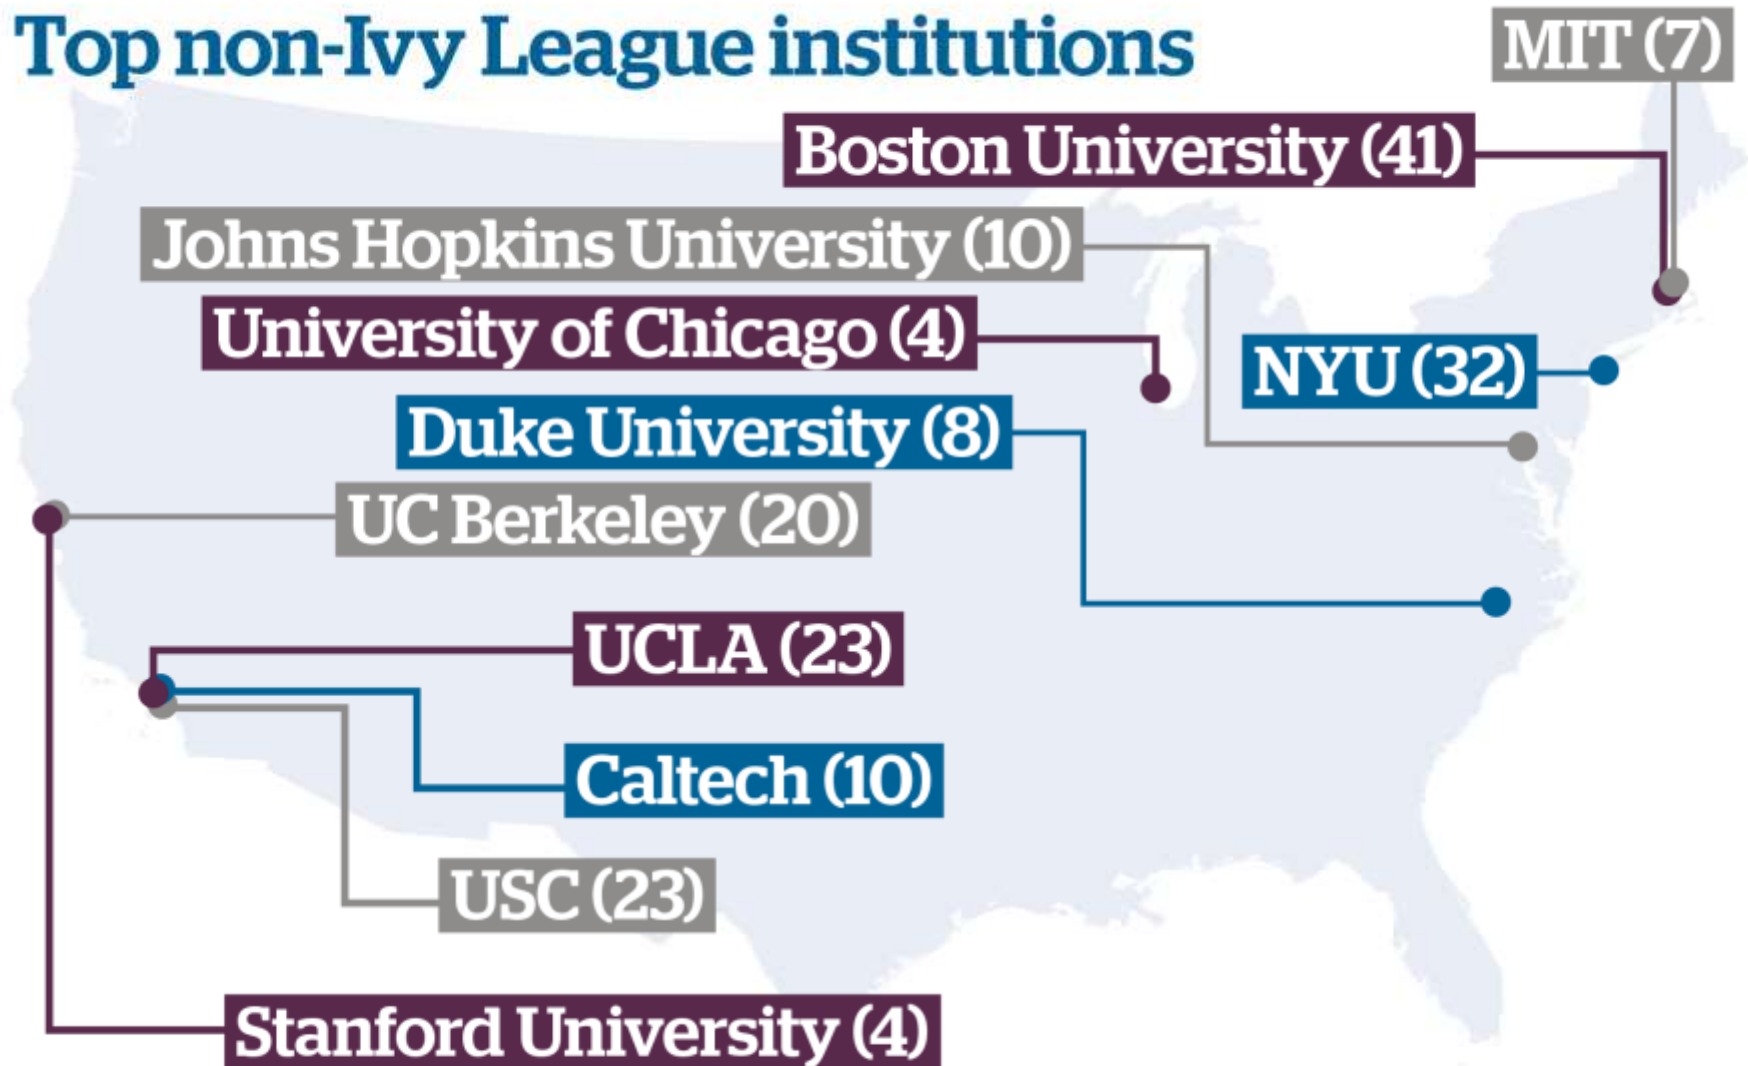 Top non-Ivy League institutions
MIT (7)
Boston University (41)
Johns Hopkins University (10)
University of Chicago (4)
NYU (32)
Duke University (8)
UC Berkeley (20)
UCLA (23)
Caltech (10)
USC (23)
Stanford University (4)